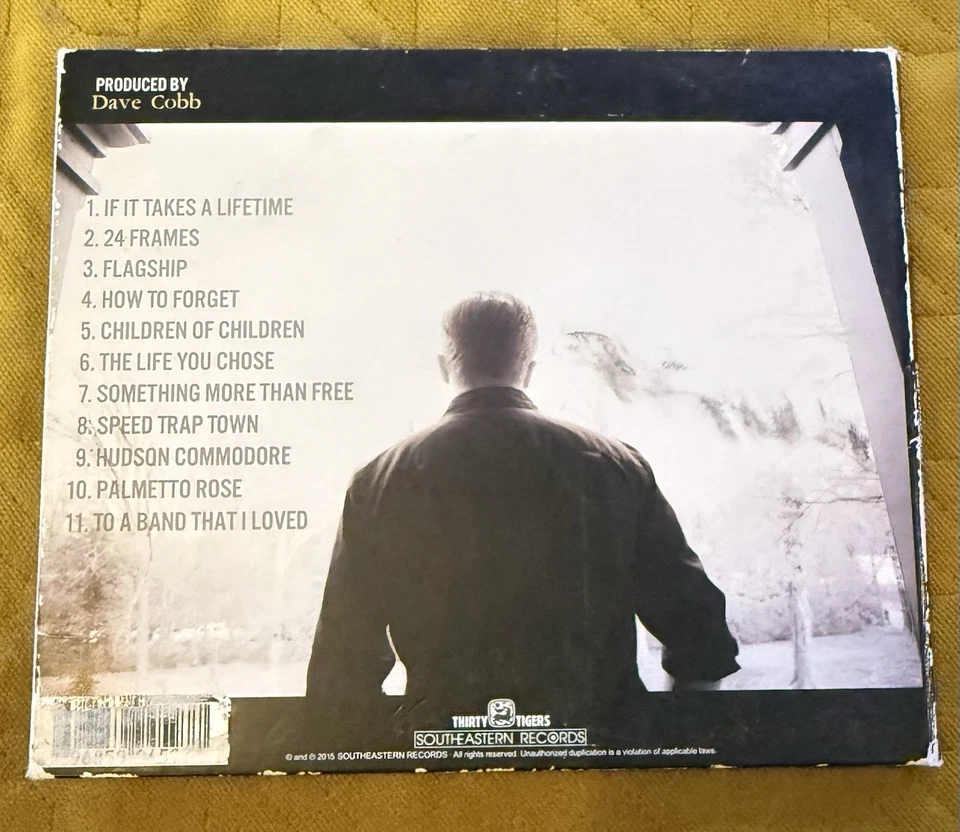 PRODUCED BY
Dave Cobb
1. IF IT TAKES A LIFETIME
2. 24 FRAMES
3. FLAGSHIP
4. HOW TO FORGET
5. CHILDREN OF CHILDREN
6. THE LIFE YOU CHOSE
7. SOMETHING MORE THAN FREE
8. SPEED TRAP TOWN
9. HUDSON COMMODORE
10. PALMETTO ROSE
11. TO A BAND THAT I LOVED
THIRTY TIGERS
SOUTHEASTERN RECORDS
℗ and © 2015 SOUTHEASTERN RECORDS · All rights reserved. Unauthorized duplication is a violation of applicable laws.